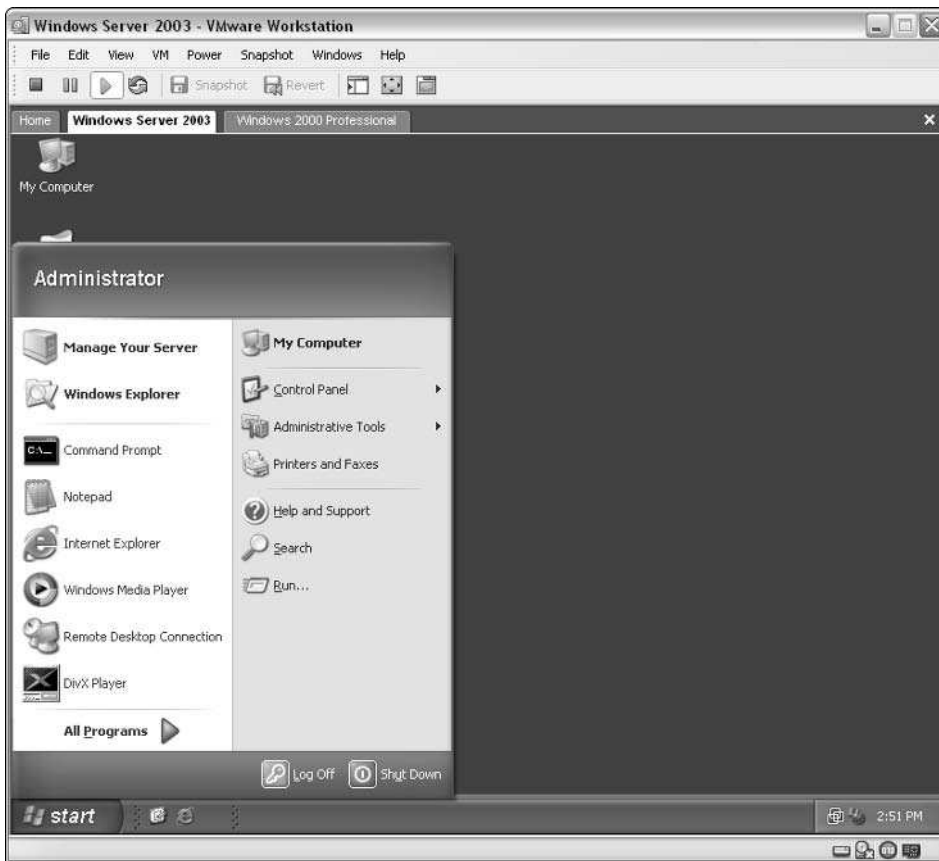 Windows Server 2003 - VMware Workstation
File Edit View VM Power Snapshot Windows Help
Snapshot Revert
Home Windows Server 2003 Windows 2000 Professional
My Computer
Administrator
Manage Your Server
Windows Explorer
Command Prompt
Notepad
Internet Explorer
Windows Media Player
Remote Desktop Connection
DivX Player
All Programs
My Computer
Control Panel
Administrative Tools
Printers and Faxes
Help and Support
Search
Run...
Log Off Shut Down
start 2:51 PM